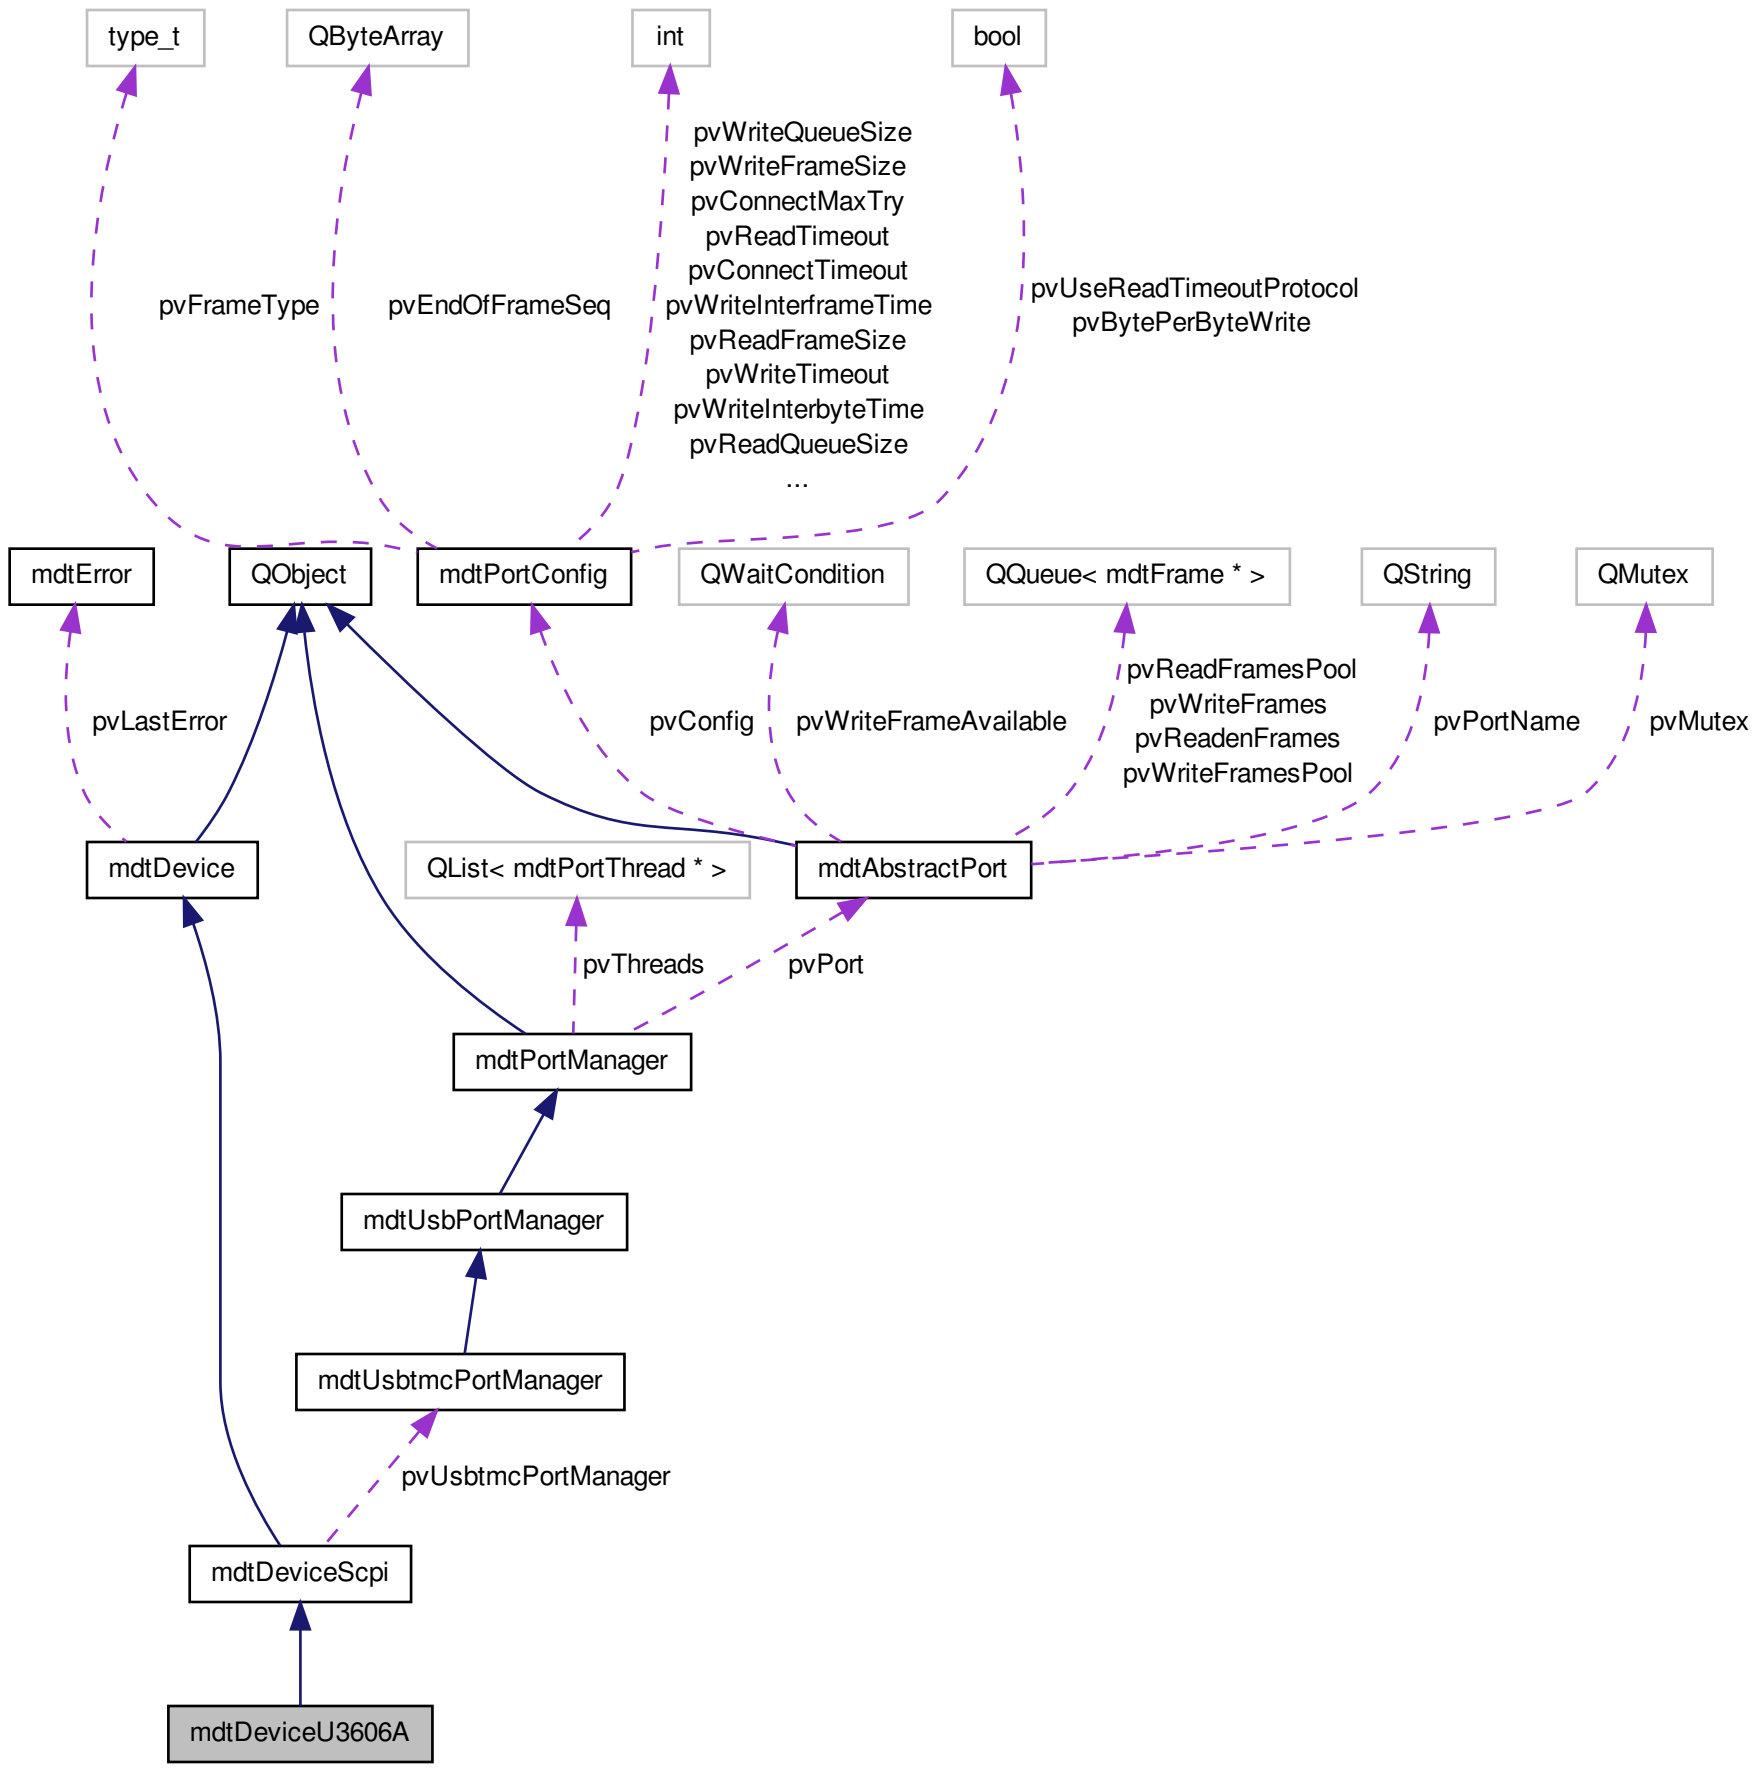 type_t
QByteArray
int
bool
pvWriteQueueSize
pvWriteFrameSize
pvConnectMaxTry
pvReadTimeout
pvConnectTimeout
pvWriteInterframeTime
pvReadFrameSize
pvWriteTimeout
pvWriteInterbyteTime
pvReadQueueSize
...
pvFrameType
pvEndOfFrameSeq
pvUseReadTimeoutProtocol
pvBytePerByteWrite
mdtError
QObject
mdtPortConfig
QWaitCondition
QQueue< mdtFrame * >
QString
QMutex
pvLastError
pvConfig
pvWriteFrameAvailable
pvReadFramesPool
pvWriteFrames
pvReadenFrames
pvWriteFramesPool
pvPortName
pvMutex
mdtDevice
QList< mdtPortThread * >
mdtAbstractPort
pvThreads
pvPort
mdtPortManager
mdtUsbPortManager
mdtUsbtmcPortManager
pvUsbtmcPortManager
mdtDeviceScpi
mdtDeviceU3606A